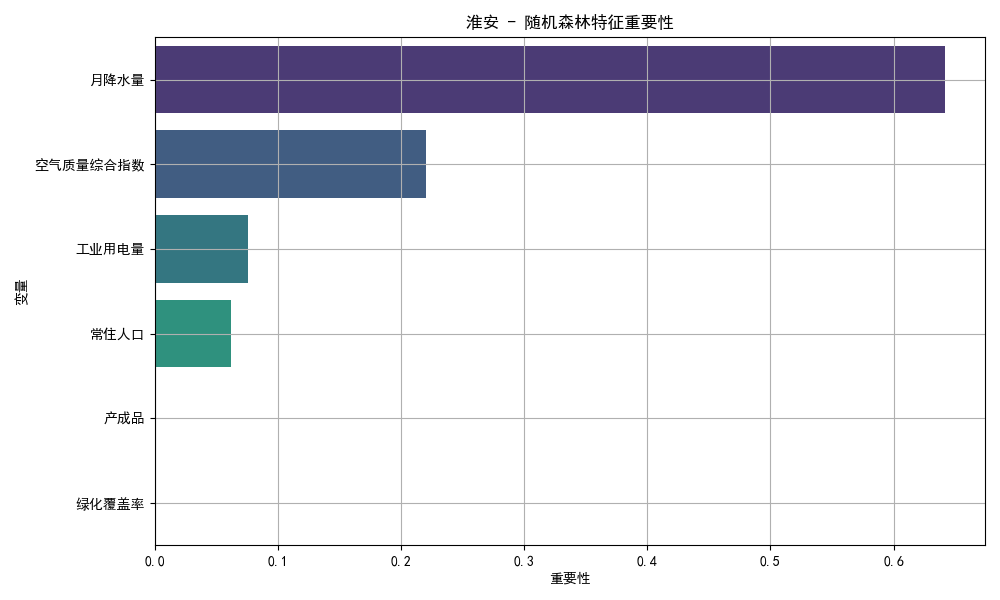 淮安 - 随机森林特征重要性
月降水量
空气质量综合指数
工业用电量
常住人口
产成品
绿化覆盖率
变量
0.0 0.1 0.2 0.3 0.4 0.5 0.6
重要性